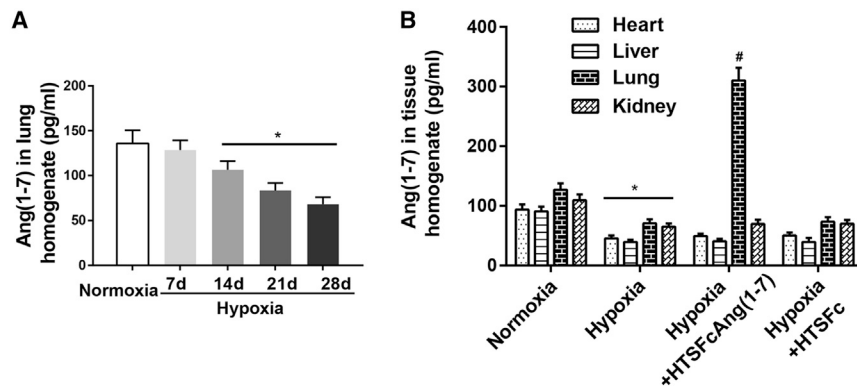 A
Ang(1-7) in lung
homogenate (pg/ml)
200
150
100
50
0
*
Normoxia
7d 14d 21d 28d
Hypoxia
B
Ang(1-7) in tissue
homogenate (pg/ml)
400
300
200
100
0
Heart
Liver
Lung
Kidney
*
#
Normoxia
Hypoxia
Hypoxia
+HTSFcAng(1-7)
Hypoxia
+HTSFc